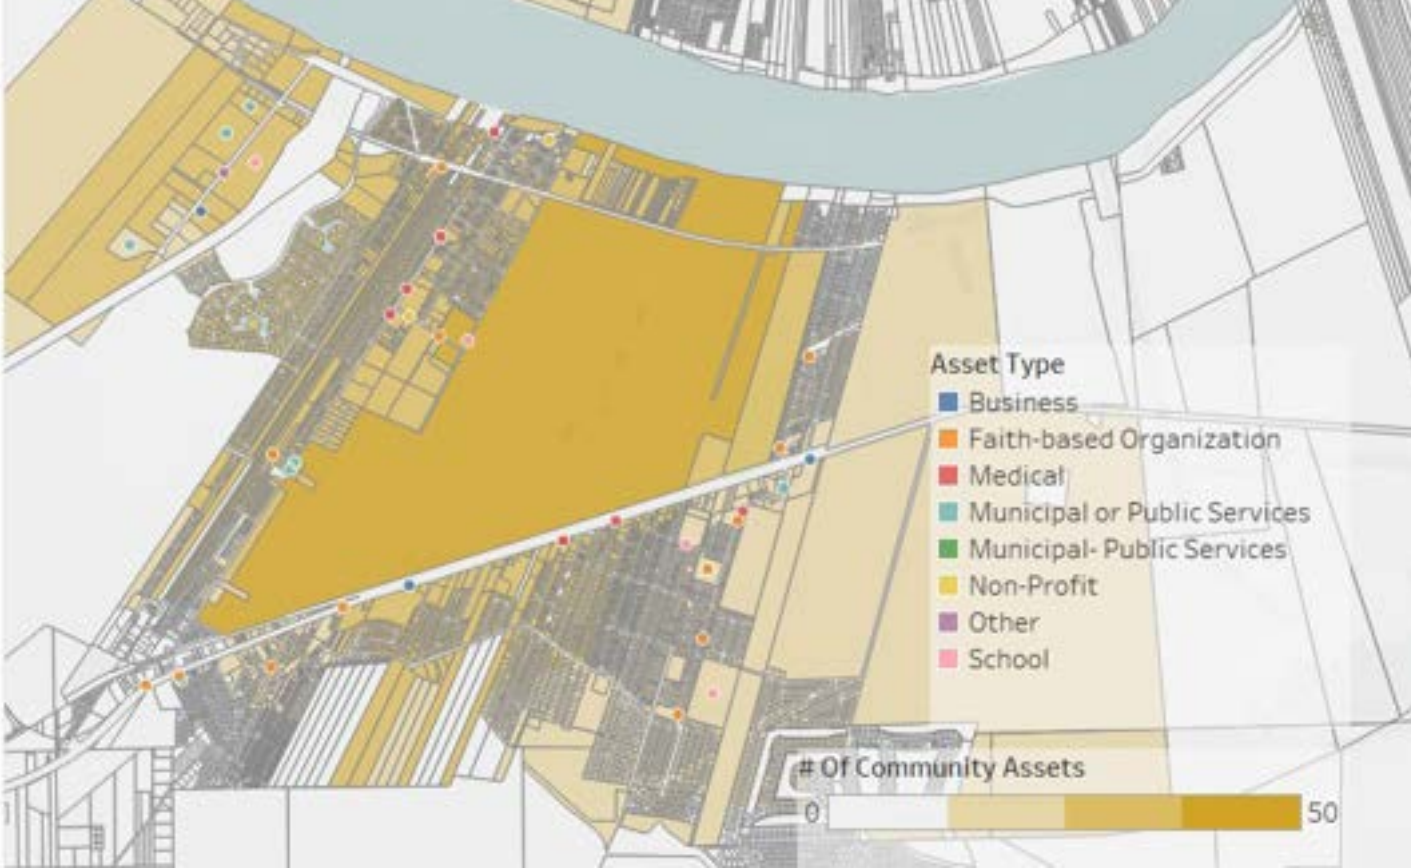 Asset Type
Business
Faith-based Organization
Medical
Municipal or Public Services
Municipal- Public Services
Non-Profit
Other
School
# Of Community Assets
0 50